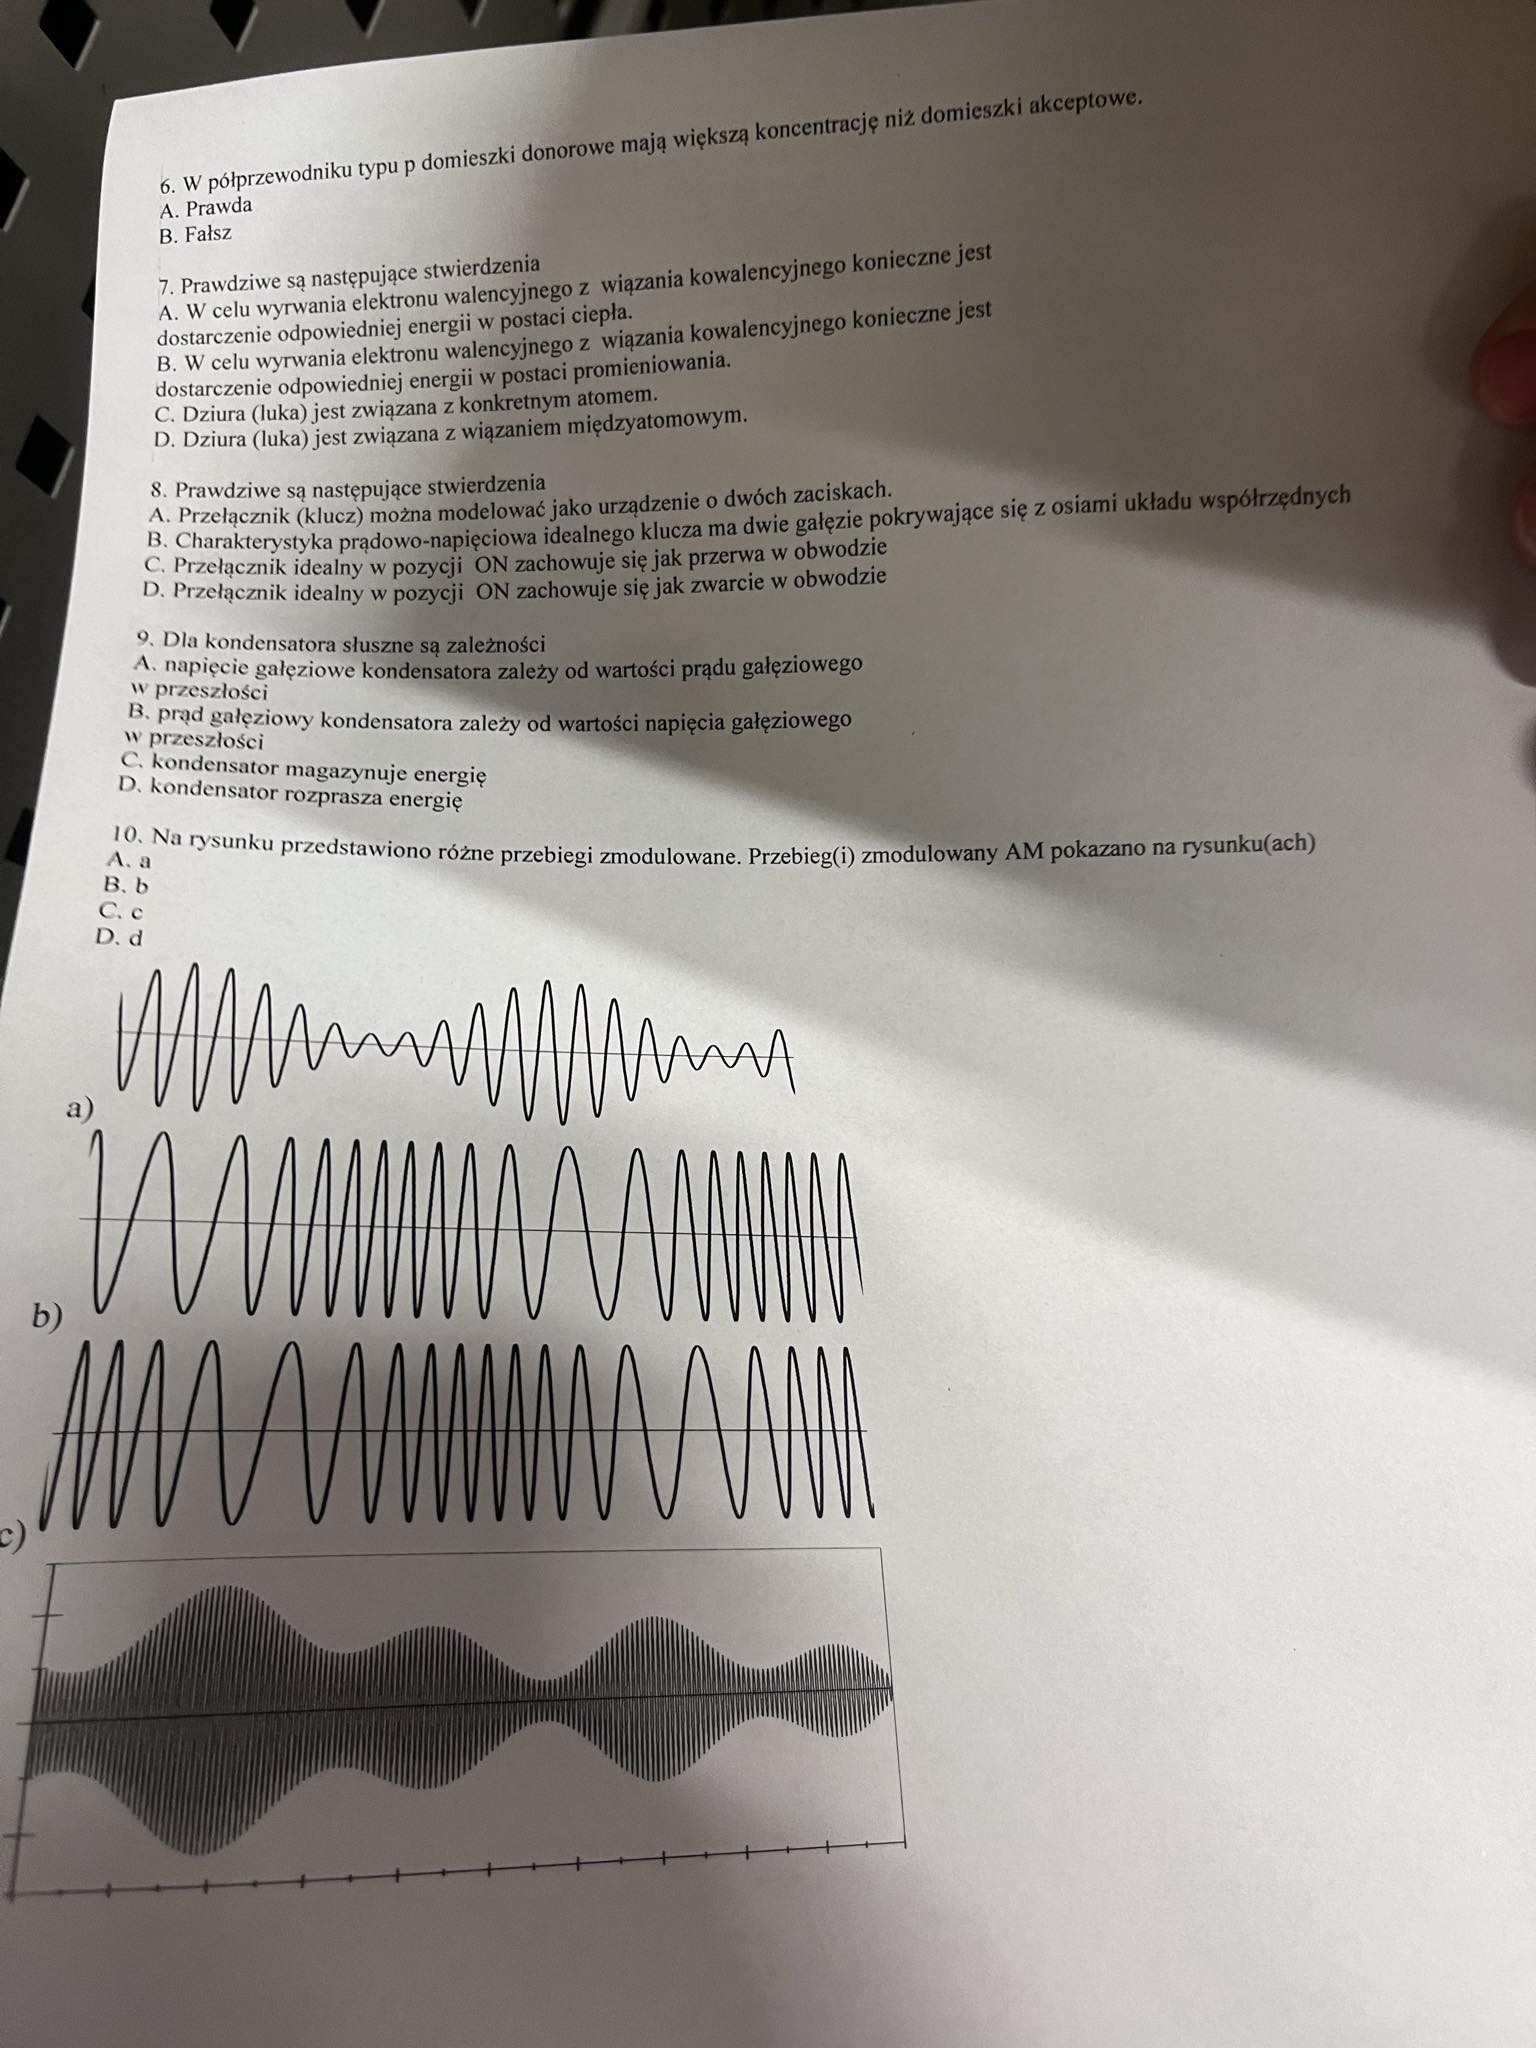 6. W półprzewodniku typu p domieszki donorowe mają większą koncentrację niż domieszki akceptowe.
A. Prawda
B. Fałsz
7. Prawdziwe są następujące stwierdzenia
A. W celu wyrwania elektronu walencyjnego z wiązania kowalencyjnego konieczne jest
dostarczenie odpowiedniej energii w postaci ciepła.
B. W celu wyrwania elektronu walencyjnego z wiązania kowalencyjnego konieczne jest
dostarczenie odpowiedniej energii w postaci promieniowania.
C. Dziura (luka) jest związana z konkretnym atomem.
D. Dziura (luka) jest związana z wiązaniem międzyatomowym.
8. Prawdziwe są następujące stwierdzenia
A. Przełącznik (klucz) można modelować jako urządzenie o dwóch zaciskach.
B. Charakterystyka prądowo-napięciowa idealnego klucza ma dwie gałęzie pokrywające się z osiami układu współrzędnych
C. Przełącznik idealny w pozycji ON zachowuje się jak przerwa w obwodzie
D. Przełącznik idealny w pozycji ON zachowuje się jak zwarcie w obwodzie
9. Dla kondensatora słuszne są zależności
A. napięcie gałęziowe kondensatora zależy od wartości prądu gałęziowego
w przeszłości
B. prąd gałęziowy kondensatora zależy od wartości napięcia gałęziowego
w przeszłości
C. kondensator magazynuje energię
D. kondensator rozprasza energię
10. Na rysunku przedstawiono różne przebiegi zmodulowane. Przebieg(i) zmodulowany AM pokazano na rysunku(ach)
A. a
B. b
C. c
D. d
a)
b)
c)